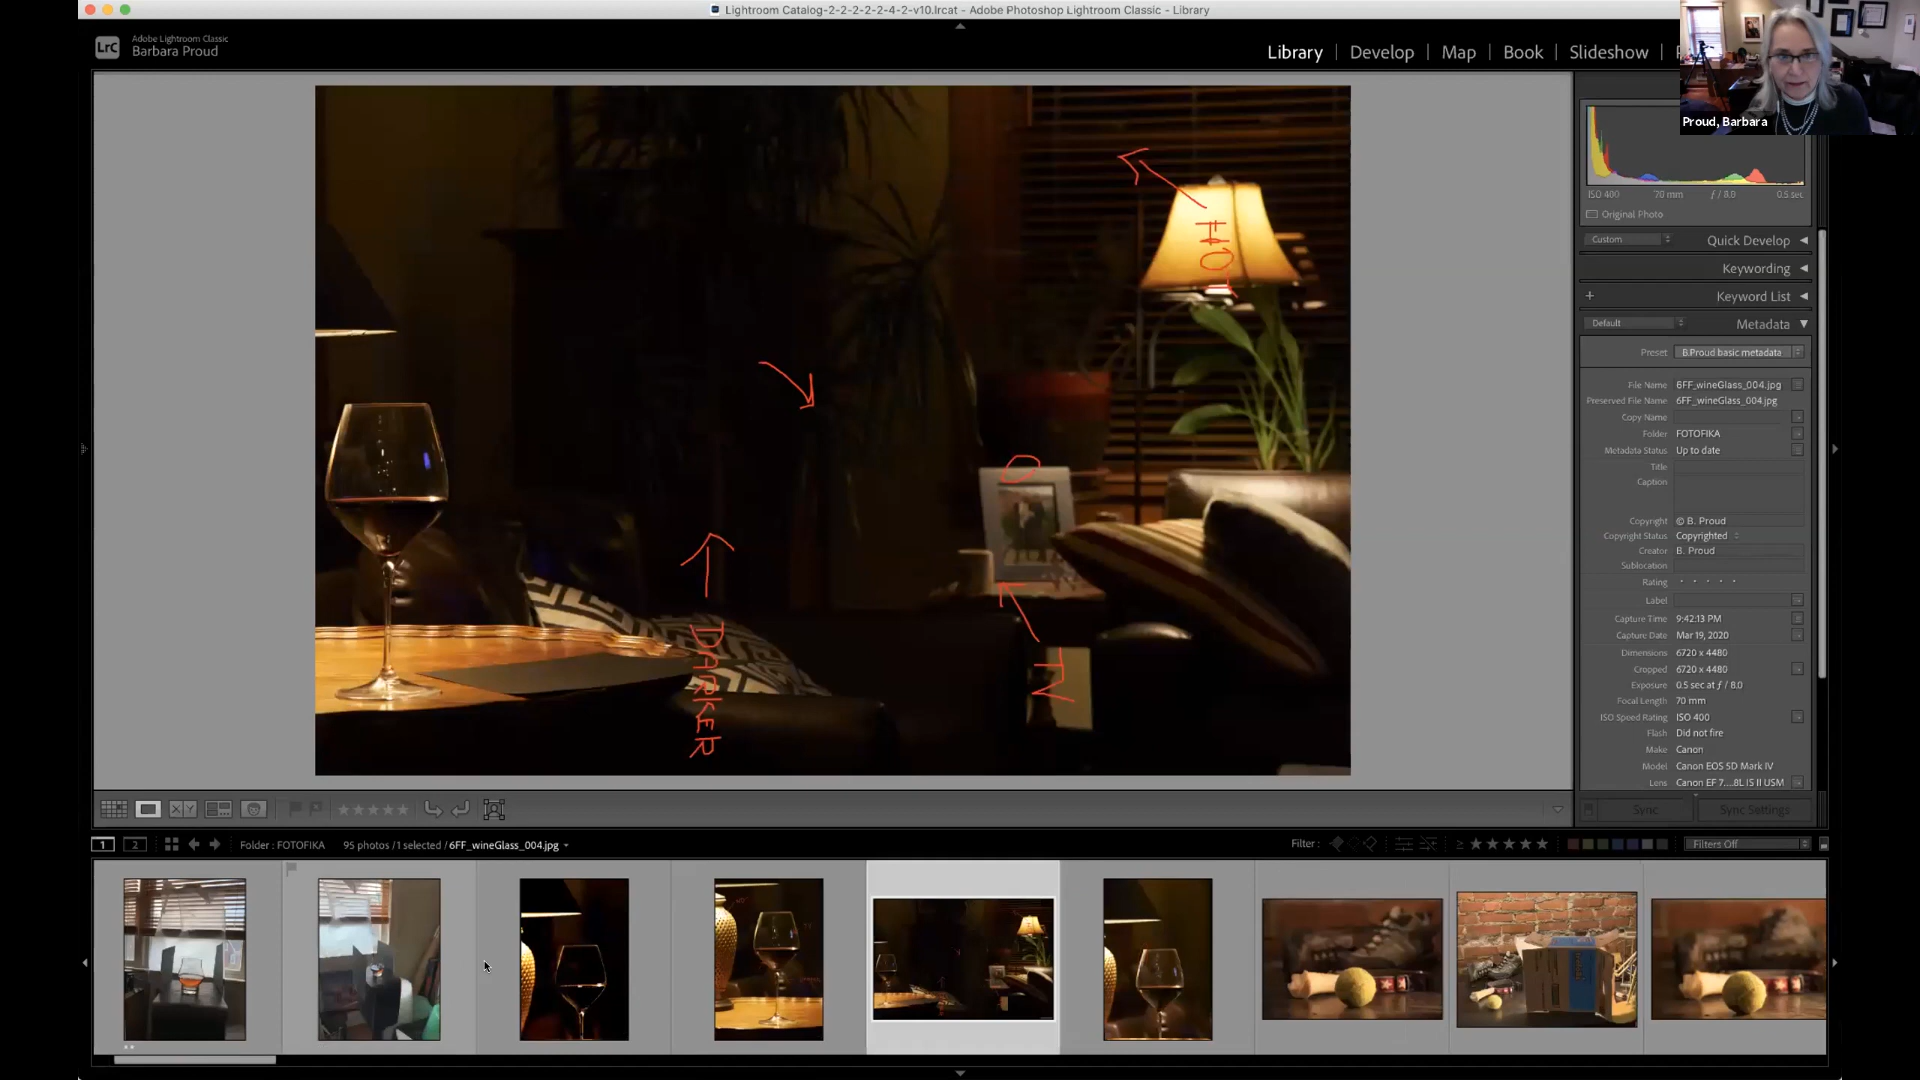 Lightroom Catalog-2-2-2-2-2-4-2-v10.lrcat - Adobe Photoshop Lightroom Classic - Library
LrC
Adobe Lightroom Classic
Barbara Proud
Library | Develop | Map | Book | Slideshow |
Proud, Barbara
ISO 400 70 mm ƒ / 8.0 0.5 sec
Original Photo
Custom Quick Develop
Keywording
+ Keyword List
Default Metadata
Preset B.Proud basic metadata
File Name 6FF_wineGlass_004.jpg
Preserved File Name 6FF_wineGlass_004.jpg
Copy Name
Folder FOTOFIKA
Metadata Status Up to date
Title
Caption
Copyright © B. Proud
Copyright Status Copyrighted
Creator B. Proud
Sublocation
Rating
Label
Capture Time 9:42:13 PM
Capture Date Mar 19, 2020
Dimensions 6720 x 4480
Cropped 6720 x 4480
Exposure 0.5 sec at ƒ / 8.0
Focal Length 70 mm
ISO Speed Rating ISO 400
Flash Did not fire
Make Canon
Model Canon EOS 5D Mark IV
Lens Canon EF 7....8L IS II USM
HOT
DARKER
TV
XY
Sync Sync Settings
1 2 Folder : FOTOFIKA 95 photos / 1 selected / 6FF_wineGlass_004.jpg
Filter : ≥ Filters Off